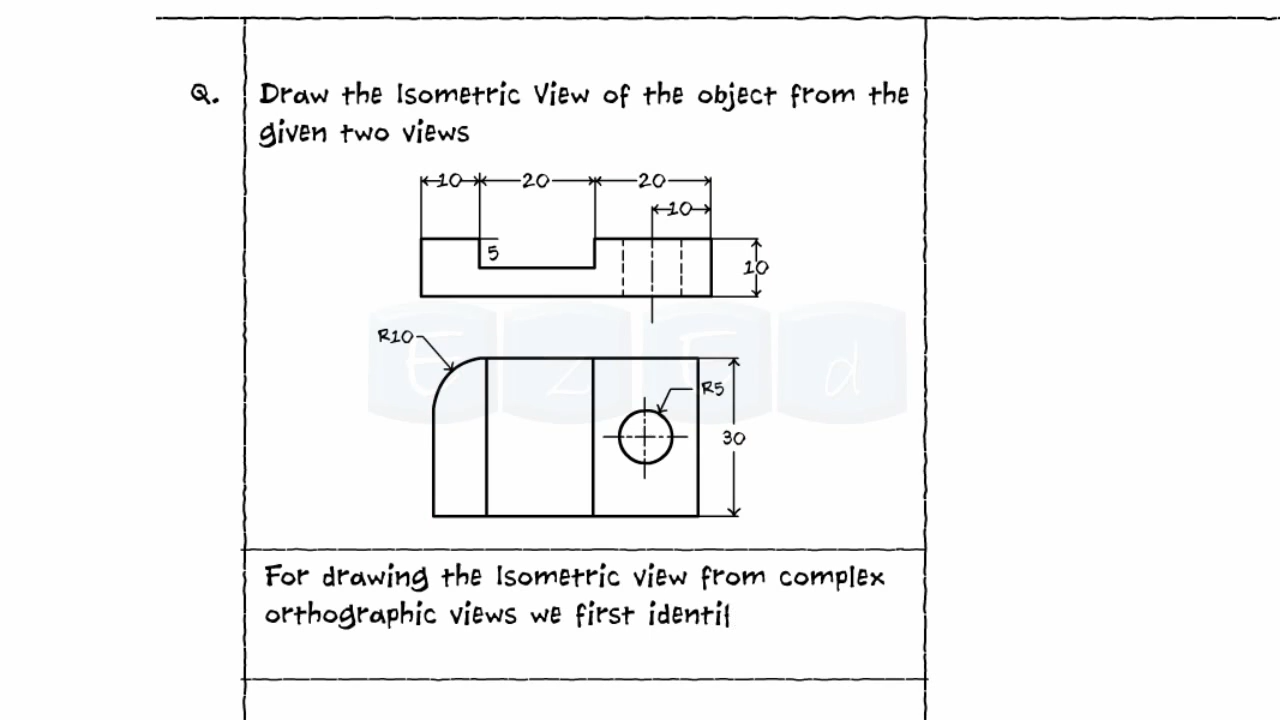 Q. Draw the Isometric View of the object from the
given two views
10 20 20
10
5
10
R10
E z E d
R5
30
For drawing the Isometric view from complex
orthographic views we first identif